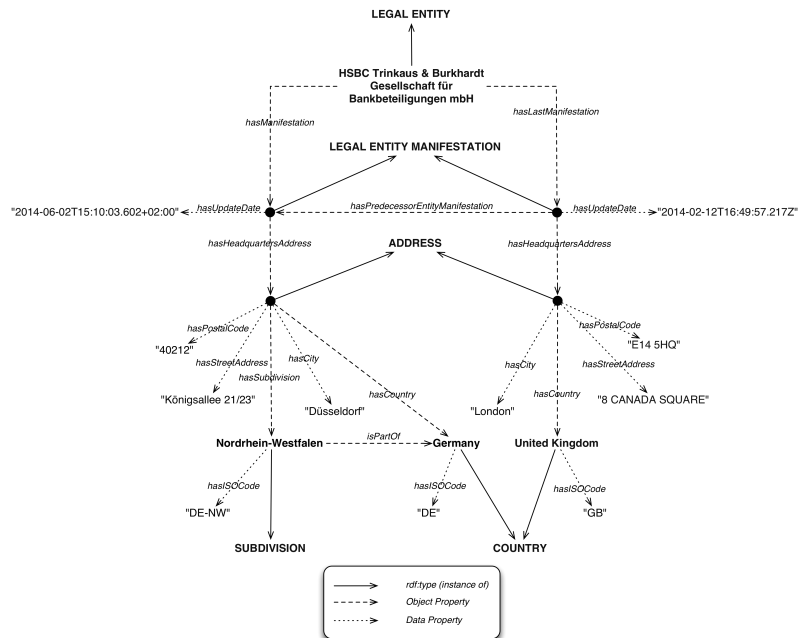 LEGAL ENTITY
HSBC Trinkaus & Burkhardt
Gesellschaft für
Bankbeteiligungen mbH
hasManifestation
hasLastManifestation
LEGAL ENTITY MANIFESTATION
"2014-06-02T15:10:03.602+02:00"
hasUpdateDate
hasPredecessorEntityManifestation
hasUpdateDate
"2014-02-12T16:49:57.217Z"
hasHeadquartersAddress
ADDRESS
hasHeadquartersAddress
hasPostalCode
hasPostalCode
"40212"
"E14 5HQ"
hasStreetAddress
hasCity
hasCity
hasStreetAddress
hasSubdivision
hasCountry
hasCountry
"Königsallee 21/23"
"Düsseldorf"
"London"
"8 CANADA SQUARE"
Nordrhein-Westfalen
isPartOf
Germany
United Kingdom
hasISOCode
hasISOCode
hasISOCode
"DE-NW"
"DE"
"GB"
SUBDIVISION
COUNTRY
rdf:type (instance of)
Object Property
Data Property